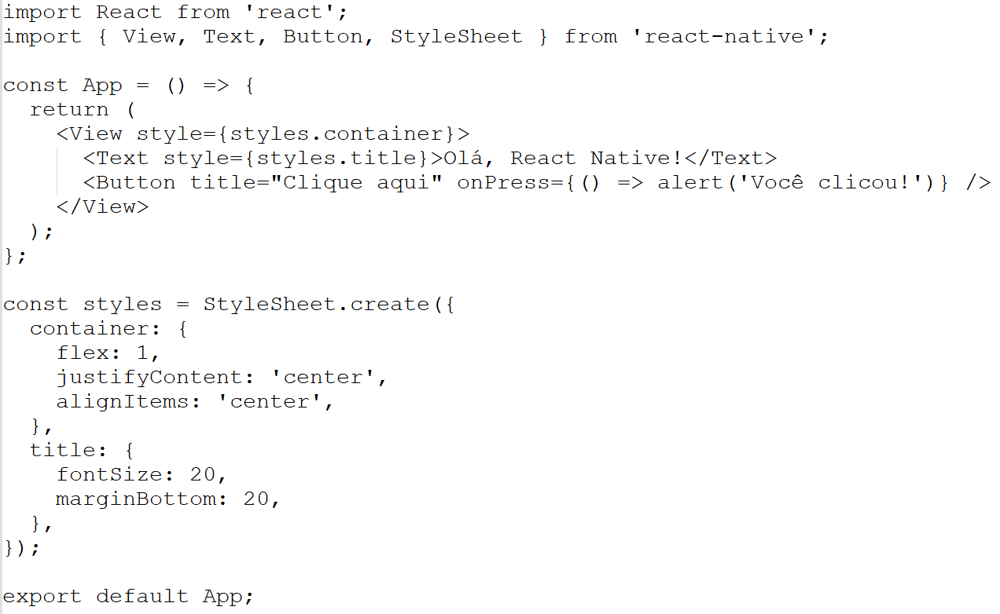 import React from 'react';
import { View, Text, Button, StyleSheet } from 'react-native';

const App = () => {
  return (
    <View style={styles.container}>
      <Text style={styles.title}>Olá, React Native!</Text>
      <Button title="Clique aqui" onPress={() => alert('Você clicou!')} />
    </View>
  );
};

const styles = StyleSheet.create({
  container: {
    flex: 1,
    justifyContent: 'center',
    alignItems: 'center',
  },
  title: {
    fontSize: 20,
    marginBottom: 20,
  },
});

export default App;